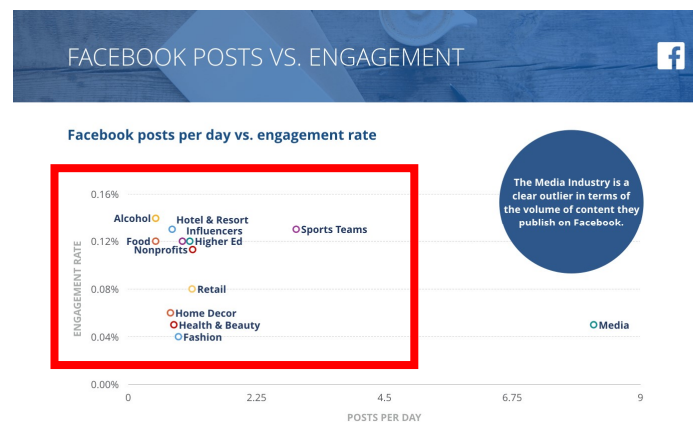 FACEBOOK POSTS VS. ENGAGEMENT
f
Facebook posts per day vs. engagement rate
The Media Industry is a
clear outlier in terms of
the volume of content they
publish on Facebook.
ENGAGEMENT RATE
0.16%
Alcohol
Hotel & Resort
Influencers
Sports Teams
0.12%
Food
Higher Ed
Nonprofits
0.08%
Retail
Home Decor
Health & Beauty
Media
0.04%
Fashion
0.00%
0
2.25
4.5
6.75
9
POSTS PER DAY